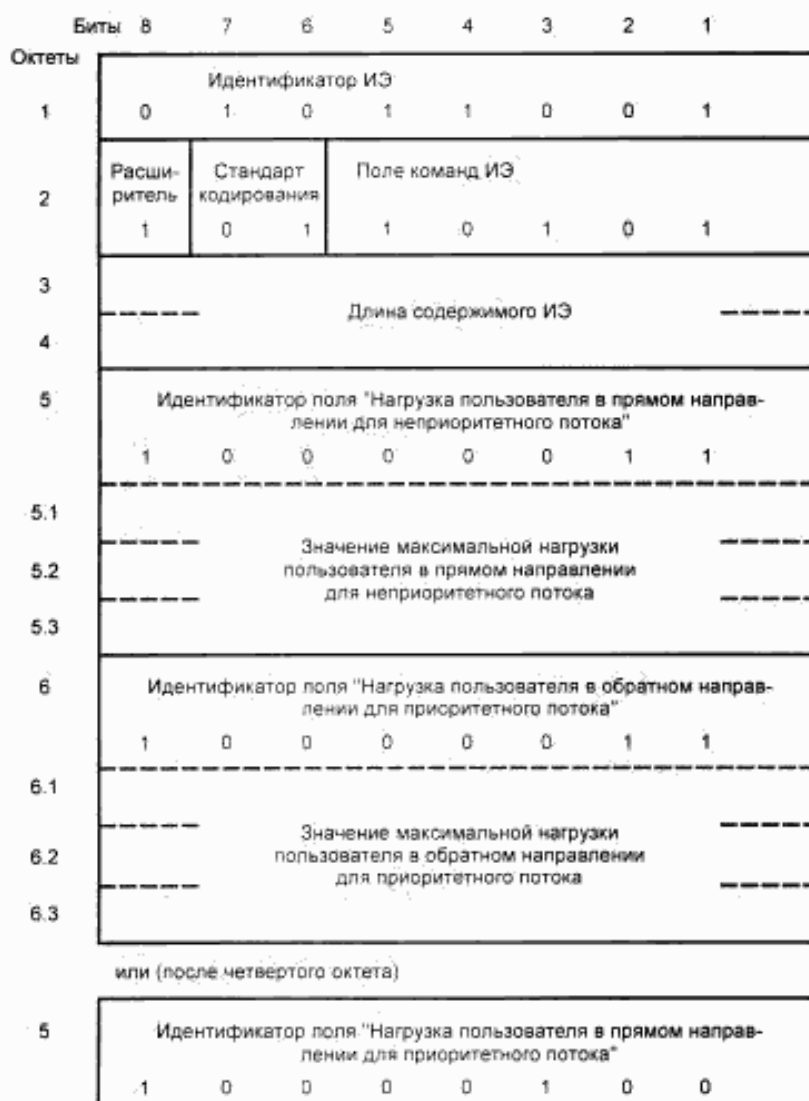 Биты 8 7 6 5 4 3 2 1
Октеты
Идентификатор ИЭ
1 0 1 0 1 1 0 0 1
Расши- Стандарт Поле команд ИЭ
2 ритель кодирования
1 0 1 1 0 1 0 1
3
Длина содержимого ИЭ
4
5 Идентификатор поля "Нагрузка пользователя в прямом направ-
лении для неприоритетного потока"
1 0 0 0 0 0 1 1
5.1
Значение максимальной нагрузки
5.2 пользователя в прямом направлении
для неприоритетного потока
5.3
6 Идентификатор поля "Нагрузка пользователя в обратном направ-
лении для приоритетного потока"
1 0 0 0 0 0 1 1
6.1
Значение максимальной нагрузки
6.2 пользователя в обратном направлении
для приоритетного потока
6.3
или (после четвертого октета)
5 Идентификатор поля "Нагрузка пользователя в прямом направ-
лении для приоритетного потока"
1 0 0 0 0 1 0 0